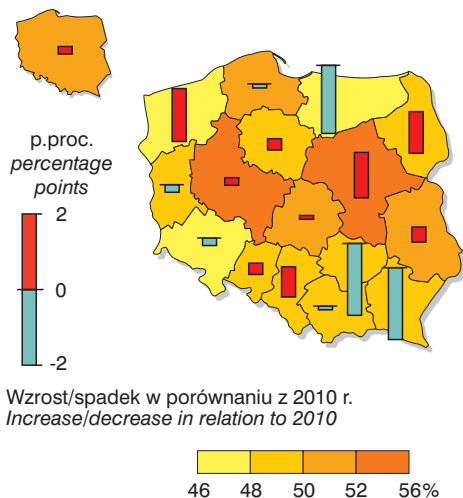 p.proc.
percentage
points
2
0
-2
Wzrost/spadek w porównaniu z 2010 r.
Increase/decrease in relation to 2010
46 48 50 52 56%